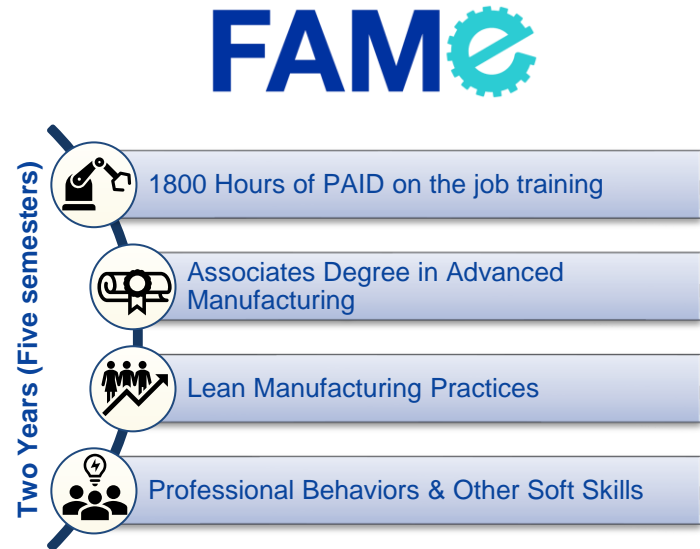 FAMe
Two Years (Five semesters)
1800 Hours of PAID on the job training
Associates Degree in Advanced
Manufacturing
Lean Manufacturing Practices
Professional Behaviors & Other Soft Skills